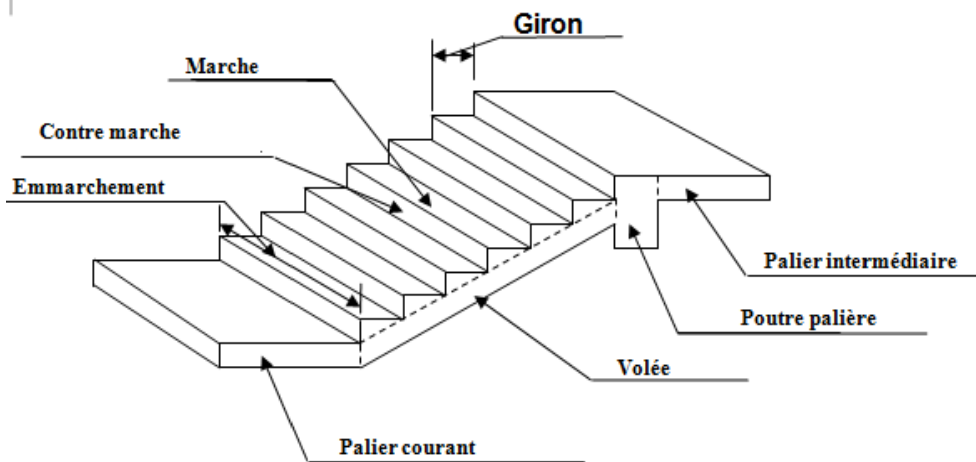 Giron
Marche
Contre marche
Emmarchement
Palier intermédiaire
Poutre palière
Volée
Palier courant